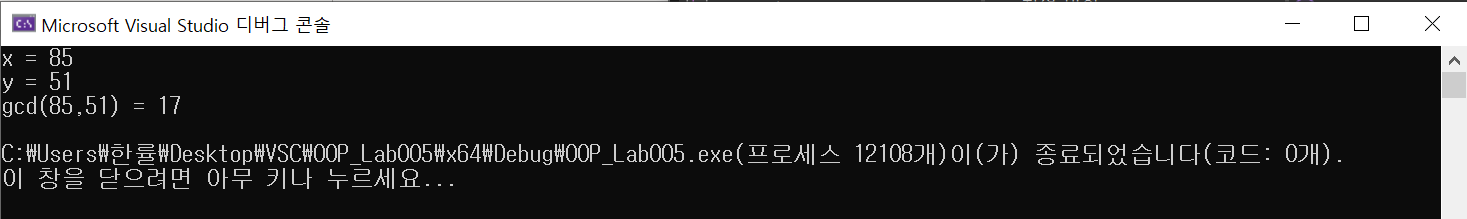 Microsoft Visual Studio 디버그 콘솔
x = 85
y = 51
gcd(85,51) = 17
C:₩Users₩한률₩Desktop₩VSC₩OOP_Lab005₩x64₩Debug₩OOP_Lab005.exe(프로세스 12108개)이(가) 종료되었습니다(코드: 0개).
이 창을 닫으려면 아무 키나 누르세요...